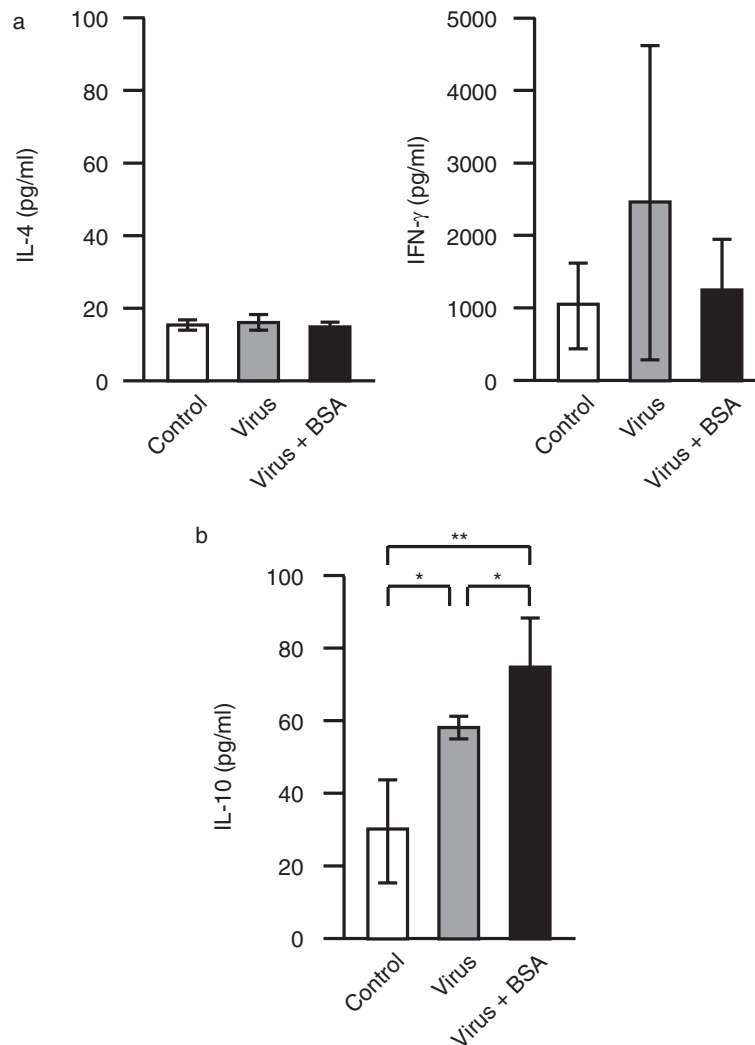 a
100
80
60
40
20
0
IL-4 (pg/ml)
Control
Virus
Virus + BSA
5000
4000
3000
2000
1000
0
IFN-γ (pg/ml)
Control
Virus
Virus + BSA
b
**
* *
100
80
60
40
20
0
IL-10 (pg/ml)
Control
Virus
Virus + BSA